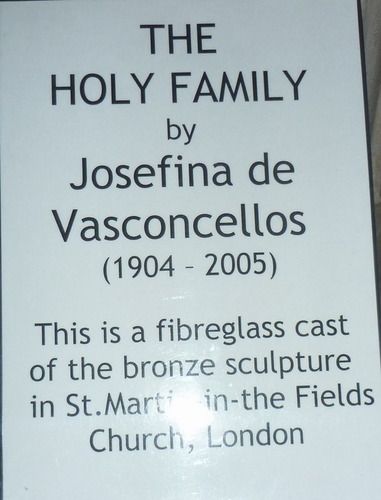 THE
HOLY FAMILY
by
Josefina de
Vasconcellos
(1904 - 2005)
This is a fibreglass cast
of the bronze sculpture
in St.Martin-in-the Fields
Church, London